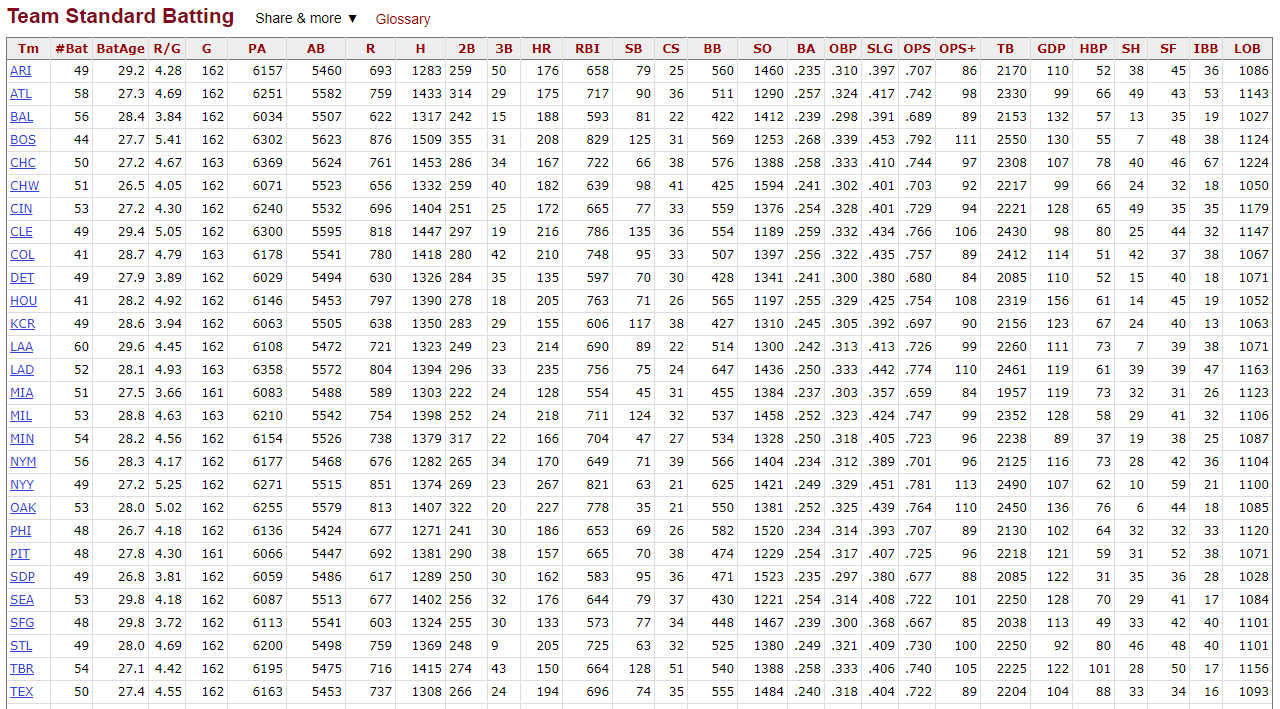 Team Standard Batting Share & more ▼ Glossary
Tm #Bat BatAge R/G G PA AB R H 2B 3B HR RBI SB CS BB SO BA OBP SLG OPS OPS+ TB GDP HBP SH SF IBB LOB
ARI 49 29.2 4.28 162 6157 5460 693 1283 259 50 176 658 79 25 560 1460 .235 .310 .397 .707 86 2170 110 52 38 45 36 1086
ATL 58 27.3 4.69 162 6251 5582 759 1433 314 29 175 717 90 36 511 1290 .257 .324 .417 .742 98 2330 99 66 49 43 53 1143
BAL 56 28.4 3.84 162 6034 5507 622 1317 242 15 188 593 81 22 422 1412 .239 .298 .391 .689 89 2153 132 57 13 35 19 1027
BOS 44 27.7 5.41 162 6302 5623 876 1509 355 31 208 829 125 31 569 1253 .268 .339 .453 .792 111 2550 130 55 7 48 38 1124
CHC 50 27.2 4.67 163 6369 5624 761 1453 286 34 167 722 66 38 576 1388 .258 .333 .410 .744 97 2308 107 78 40 46 67 1224
CHW 51 26.5 4.05 162 6071 5523 656 1332 259 40 182 639 98 41 425 1594 .241 .302 .401 .703 92 2217 99 66 24 32 18 1050
CIN 53 27.2 4.30 162 6240 5532 696 1404 251 25 172 665 77 33 559 1376 .254 .328 .401 .729 94 2221 128 65 49 35 35 1179
CLE 49 29.4 5.05 162 6300 5595 818 1447 297 19 216 786 135 36 554 1189 .259 .332 .434 .766 106 2430 98 80 25 44 32 1147
COL 41 28.7 4.79 163 6178 5541 780 1418 280 42 210 748 95 33 507 1397 .256 .322 .435 .757 89 2412 114 51 42 37 38 1067
DET 49 27.9 3.89 162 6029 5494 630 1326 284 35 135 597 70 30 428 1341 .241 .300 .380 .680 84 2085 110 52 15 40 18 1071
HOU 41 28.2 4.92 162 6146 5453 797 1390 278 18 205 763 71 26 565 1197 .255 .329 .425 .754 108 2319 156 61 14 45 19 1052
KCR 49 28.6 3.94 162 6063 5505 638 1350 283 29 155 606 117 38 427 1310 .245 .305 .392 .697 90 2156 123 67 24 40 13 1063
LAA 60 29.6 4.45 162 6108 5472 721 1323 249 23 214 690 89 22 514 1300 .242 .313 .413 .726 99 2260 111 73 7 39 38 1071
LAD 52 28.1 4.93 163 6358 5572 804 1394 296 33 235 756 75 24 647 1436 .250 .333 .442 .774 110 2461 119 61 39 39 47 1163
MIA 51 27.5 3.66 161 6083 5488 589 1303 222 24 128 554 45 31 455 1384 .237 .303 .357 .659 84 1957 119 73 32 31 26 1123
MIL 53 28.8 4.63 163 6210 5542 754 1398 252 24 218 711 124 32 537 1458 .252 .323 .424 .747 99 2352 128 58 29 41 32 1106
MIN 54 28.2 4.56 162 6154 5526 738 1379 317 22 166 704 47 27 534 1328 .250 .318 .405 .723 96 2238 89 37 19 38 25 1087
NYM 56 28.3 4.17 162 6177 5468 676 1282 265 34 170 649 71 39 566 1404 .234 .312 .389 .701 96 2125 116 73 28 42 36 1104
NYY 49 27.2 5.25 162 6271 5515 851 1374 269 23 267 821 63 21 625 1421 .249 .329 .451 .781 113 2490 107 62 10 59 21 1100
OAK 53 28.0 5.02 162 6255 5579 813 1407 322 20 227 778 35 21 550 1381 .252 .325 .439 .764 110 2450 136 76 6 44 18 1085
PHI 48 26.7 4.18 162 6136 5424 677 1271 241 30 186 653 69 26 582 1520 .234 .314 .393 .707 89 2130 102 64 32 32 33 1120
PIT 48 27.8 4.30 161 6066 5447 692 1381 290 38 157 665 70 38 474 1229 .254 .317 .407 .725 96 2218 121 59 31 52 38 1071
SDP 49 26.8 3.81 162 6059 5486 617 1289 250 30 162 583 95 36 471 1523 .235 .297 .380 .677 88 2085 122 31 35 36 28 1028
SEA 53 29.8 4.18 162 6087 5513 677 1402 256 32 176 644 79 37 430 1221 .254 .314 .408 .722 101 2250 128 70 29 41 17 1084
SFG 48 29.8 3.72 162 6113 5541 603 1324 255 30 133 573 77 34 448 1467 .239 .300 .368 .667 85 2038 113 49 33 42 40 1101
STL 49 28.0 4.69 162 6200 5498 759 1369 248 9 205 725 63 32 525 1380 .249 .321 .409 .730 100 2250 92 80 46 48 40 1101
TBR 54 27.1 4.42 162 6195 5475 716 1415 274 43 150 664 128 51 540 1388 .258 .333 .406 .740 105 2225 122 101 28 50 17 1156
TEX 50 27.4 4.55 162 6163 5453 737 1308 266 24 194 696 74 35 555 1484 .240 .318 .404 .722 89 2204 104 88 33 34 16 1093